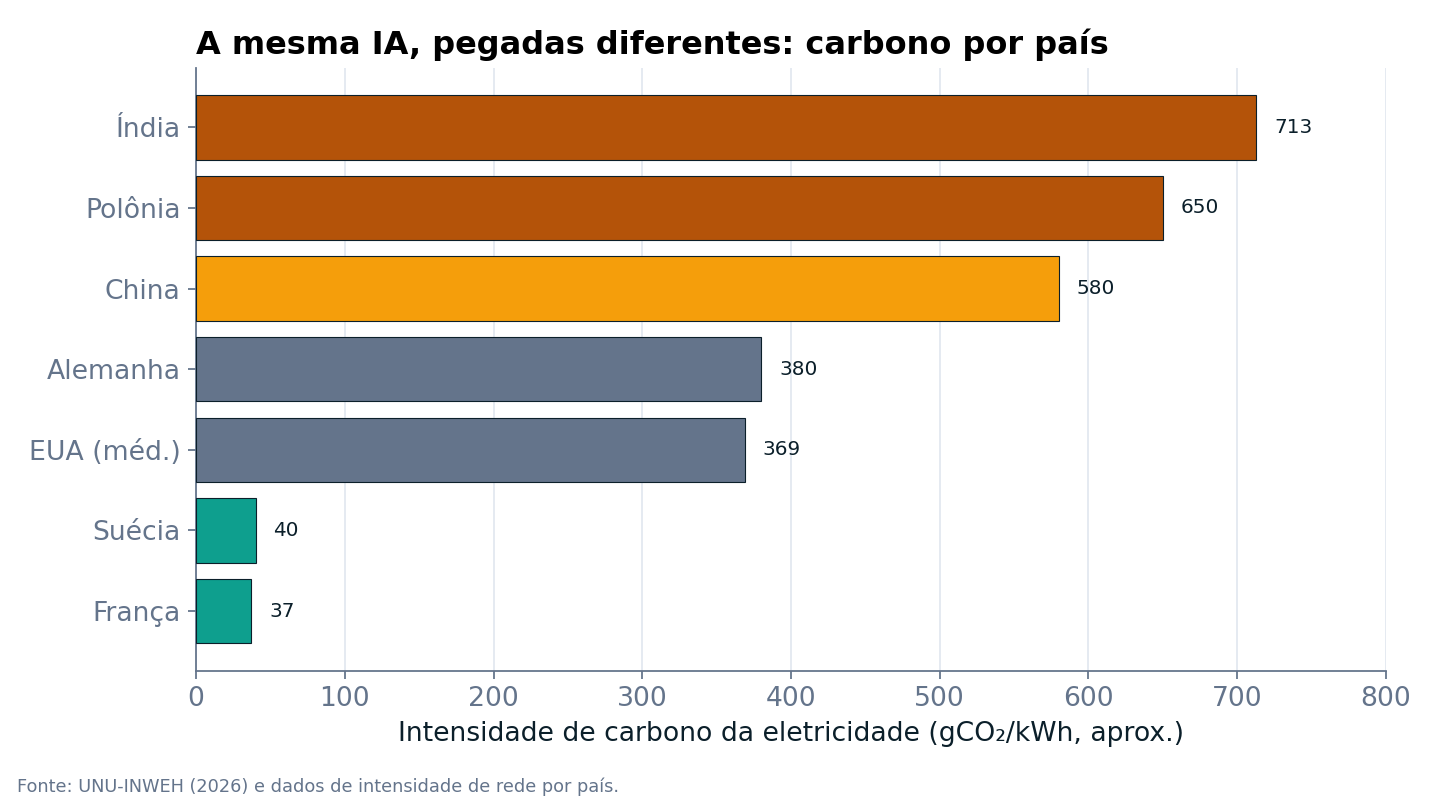 A mesma IA, pegadas diferentes: carbono por país
Índia 713
Polônia 650
China 580
Alemanha 380
EUA (méd.) 369
Suécia 40
França 37
0 100 200 300 400 500 600 700 800
Intensidade de carbono da eletricidade (gCO₂/kWh, aprox.)
Fonte: UNU-INWEH (2026) e dados de intensidade de rede por país.